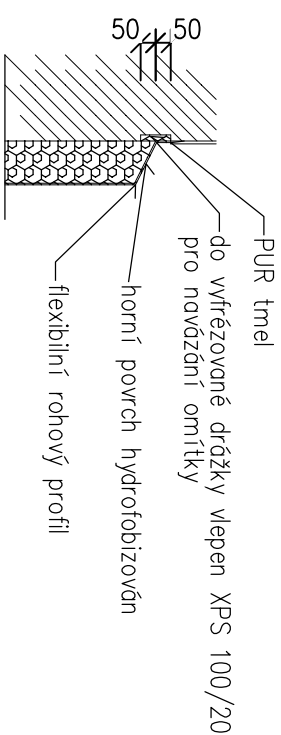 50
50
PUR tmel
do vyfrézované drážky vlepen XPS 100/20
pro navázání omítky
horní povrch hydrofobizován
flexibilní rohový profil